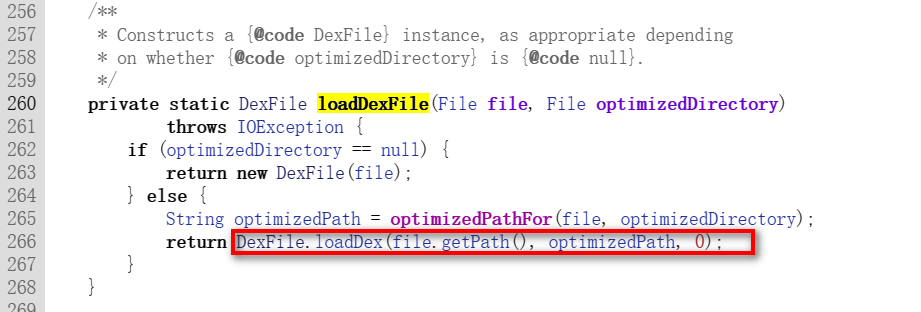 256    /**
257     * Constructs a {@code DexFile} instance, as appropriate depending
258     * on whether {@code optimizedDirectory} is {@code null}.
259     */
260    private static DexFile loadDexFile(File file, File optimizedDirectory)
261            throws IOException {
262        if (optimizedDirectory == null) {
263            return new DexFile(file);
264        } else {
265            String optimizedPath = optimizedPathFor(file, optimizedDirectory);
266            return DexFile.loadDex(file.getPath(), optimizedPath, 0);
267        }
268    }
269